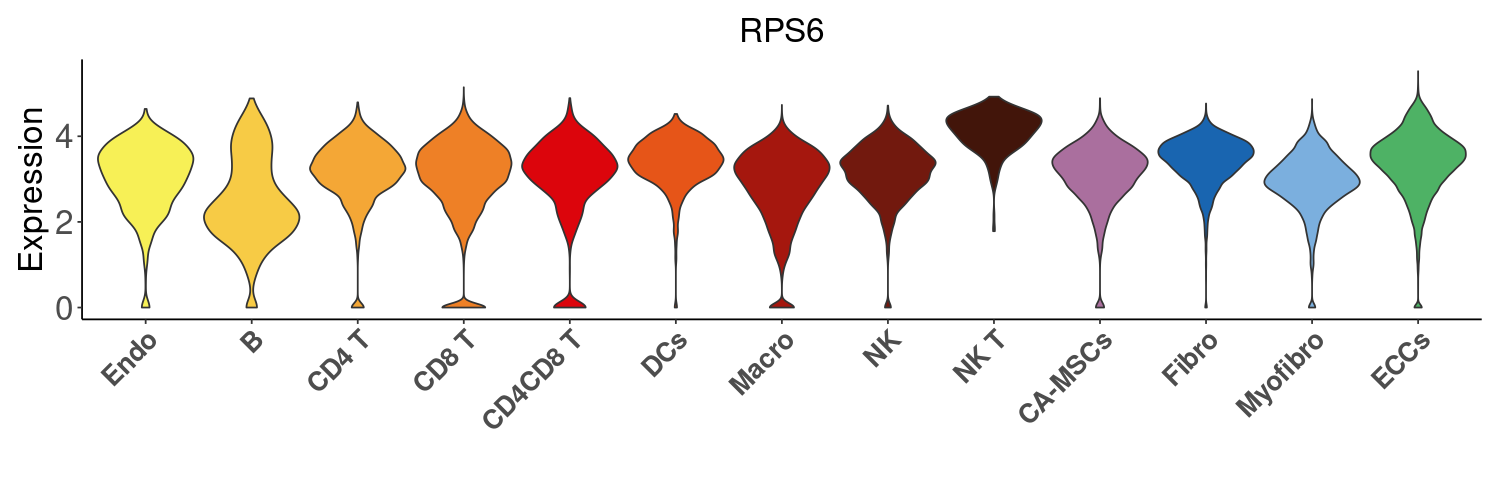 RPS6
Expression
4
2
0
Endo
B
CD4 T
CD8 T
CD4CD8 T
DCs
Macro
NK
NK T
CA-MSCs
Fibro
Myofibro
ECCs